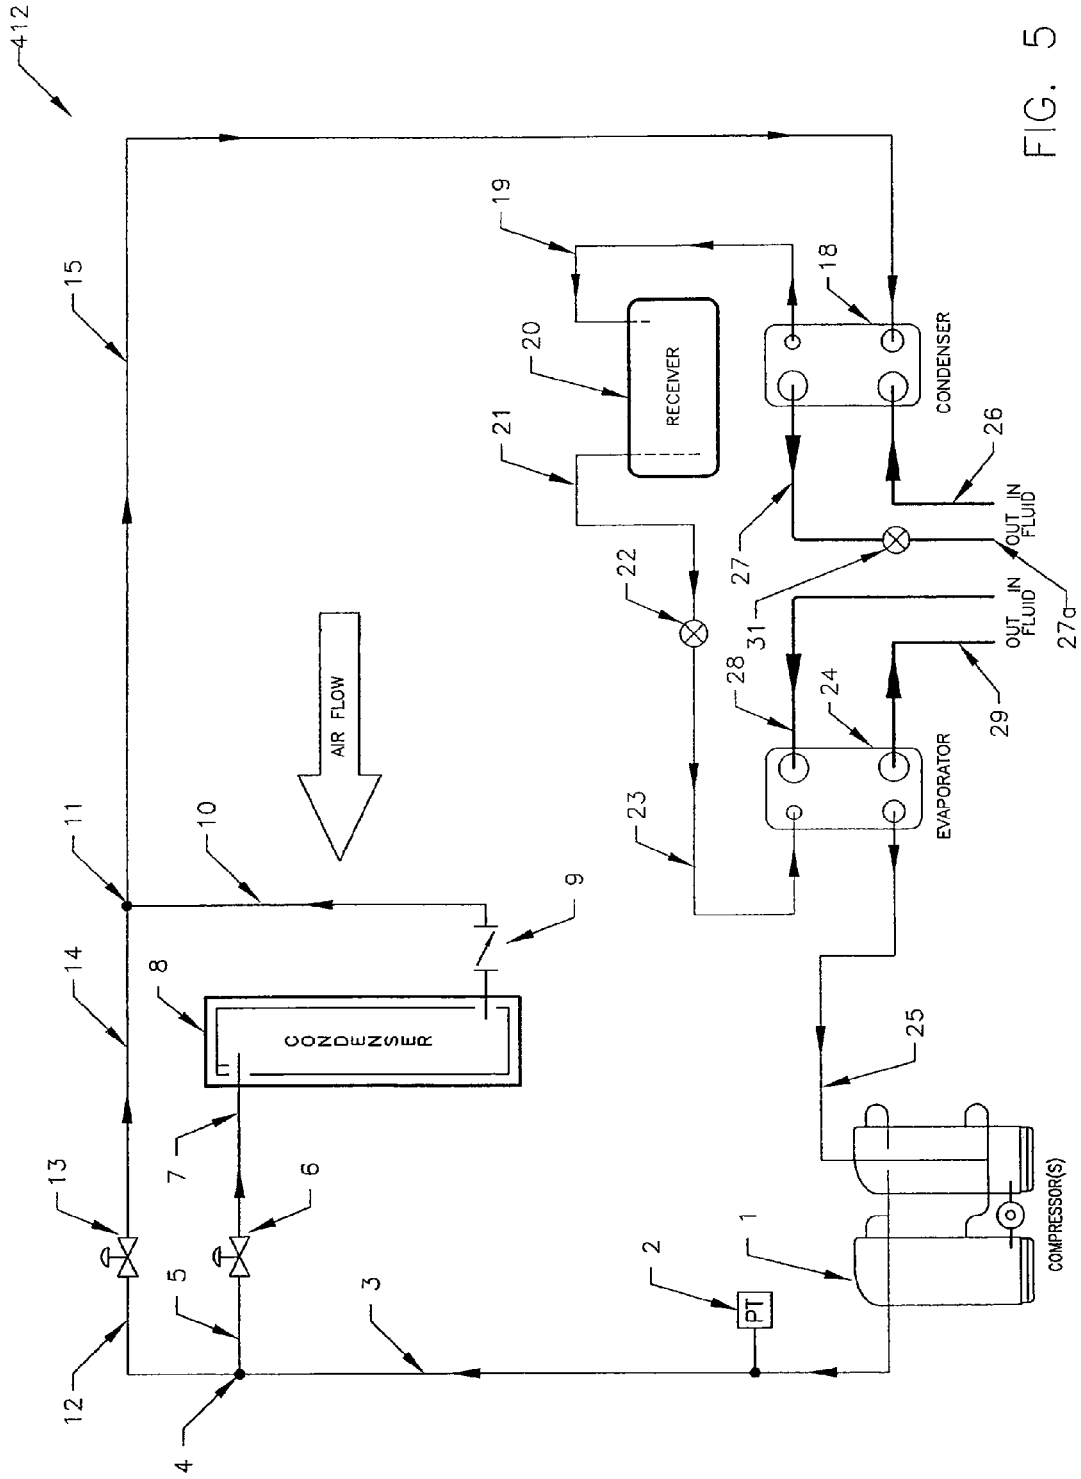 412
15
19
20
RECEIVER
21
18
CONDENSER
27
31
22
26
OUT IN
FLUID
OUT IN
FLUID
27a
28
24
29
EVAPORATOR
23
AIR FLOW
11
10
9
14
8
CONDENSER
7
13
6
5
12
4
3
2
PT
1
25
COMPRESSOR(S)
FIG. 5